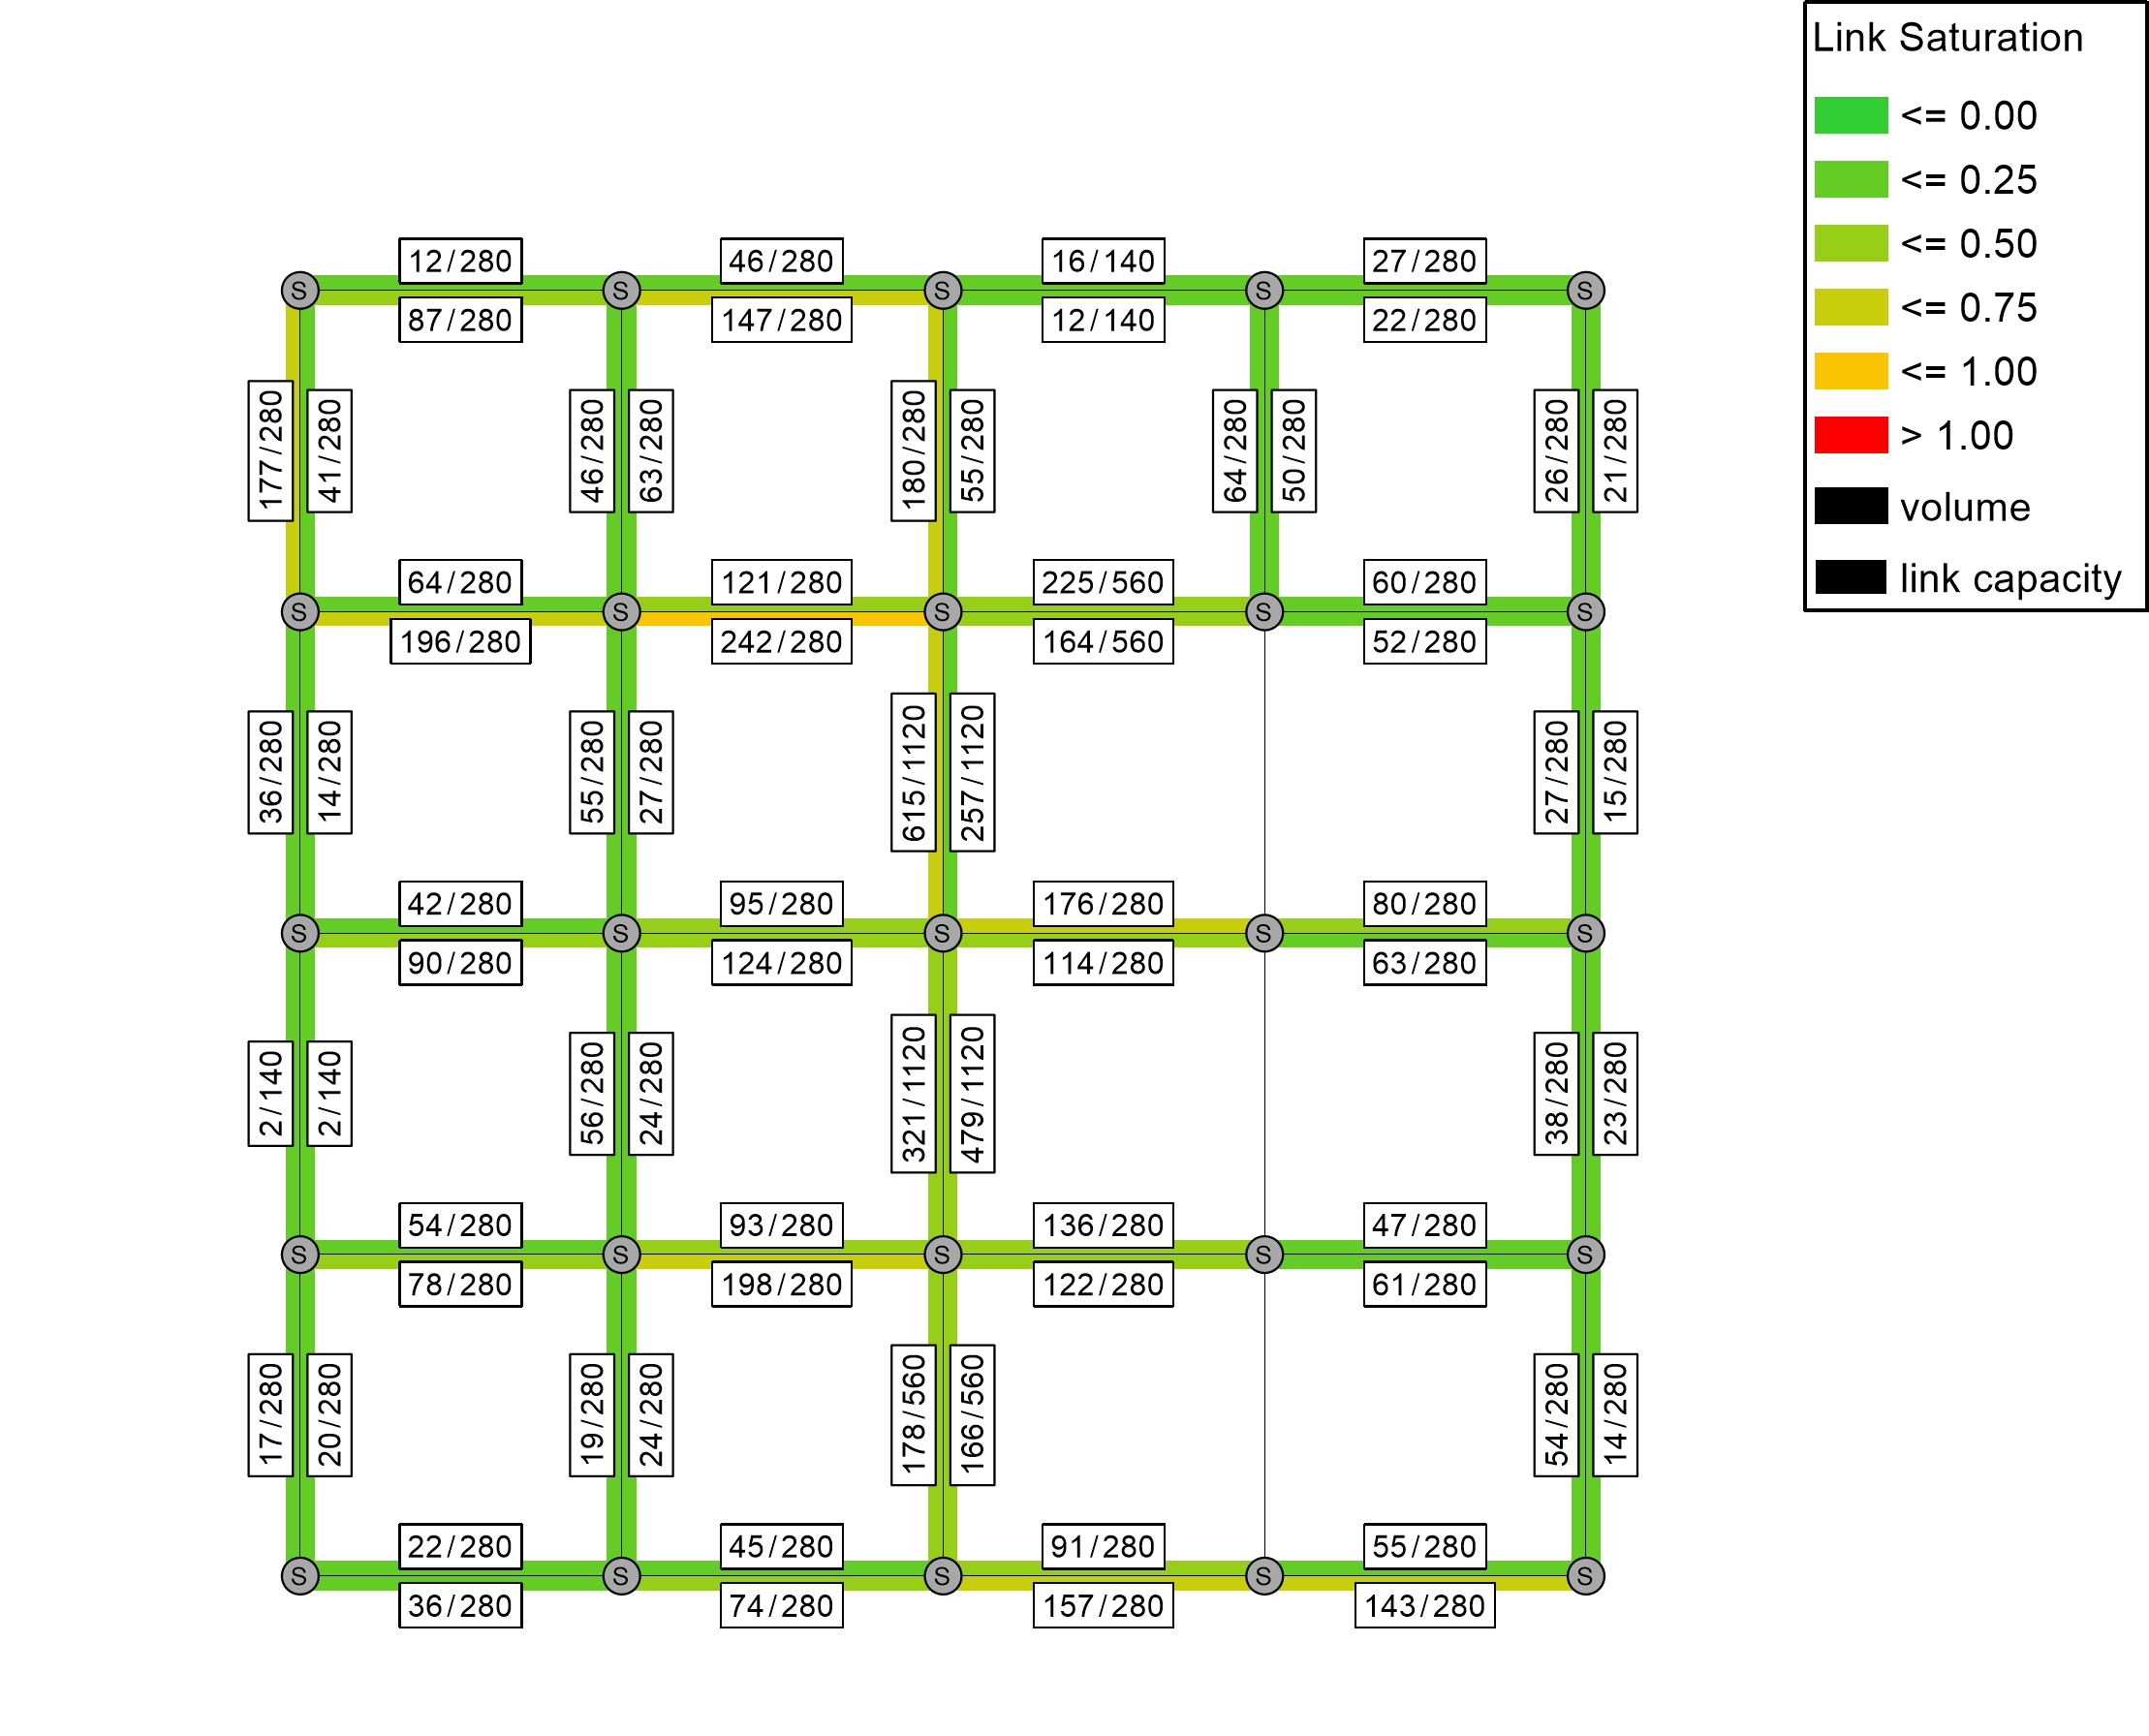 Link Saturation
<= 0.00
<= 0.25
<= 0.50
<= 0.75
<= 1.00
> 1.00
volume
link capacity
12/280 46/280 16/140 27/280
S S S S S
87/280 147/280 12/140 22/280
177/280 41/280 46/280 63/280 180/280 55/280 64/280 50/280 26/280 21/280
64/280 121/280 225/560 60/280
S S S S S
196/280 242/280 164/560 52/280
36/280 14/280 55/280 27/280 615/1120 257/1120 27/280 15/280
42/280 95/280 176/280 80/280
S S S S S
90/280 124/280 114/280 63/280
2/140 2/140 56/280 24/280 321/1120 479/1120 38/280 23/280
54/280 93/280 136/280 47/280
S S S S S
78/280 198/280 122/280 61/280
17/280 20/280 19/280 24/280 178/560 166/560 54/280 14/280
22/280 45/280 91/280 55/280
S S S S S
36/280 74/280 157/280 143/280